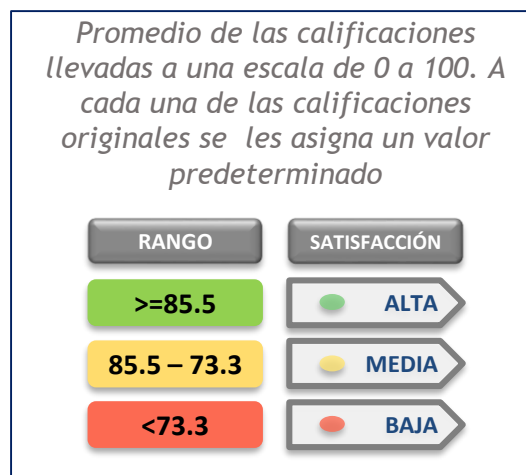 Promedio de las calificaciones
llevadas a una escala de 0 a 100. A
cada una de las calificaciones
originales se les asigna un valor
predeterminado
RANGO SATISFACCIÓN
>=85.5 ALTA
85.5 – 73.3 MEDIA
<73.3 BAJA